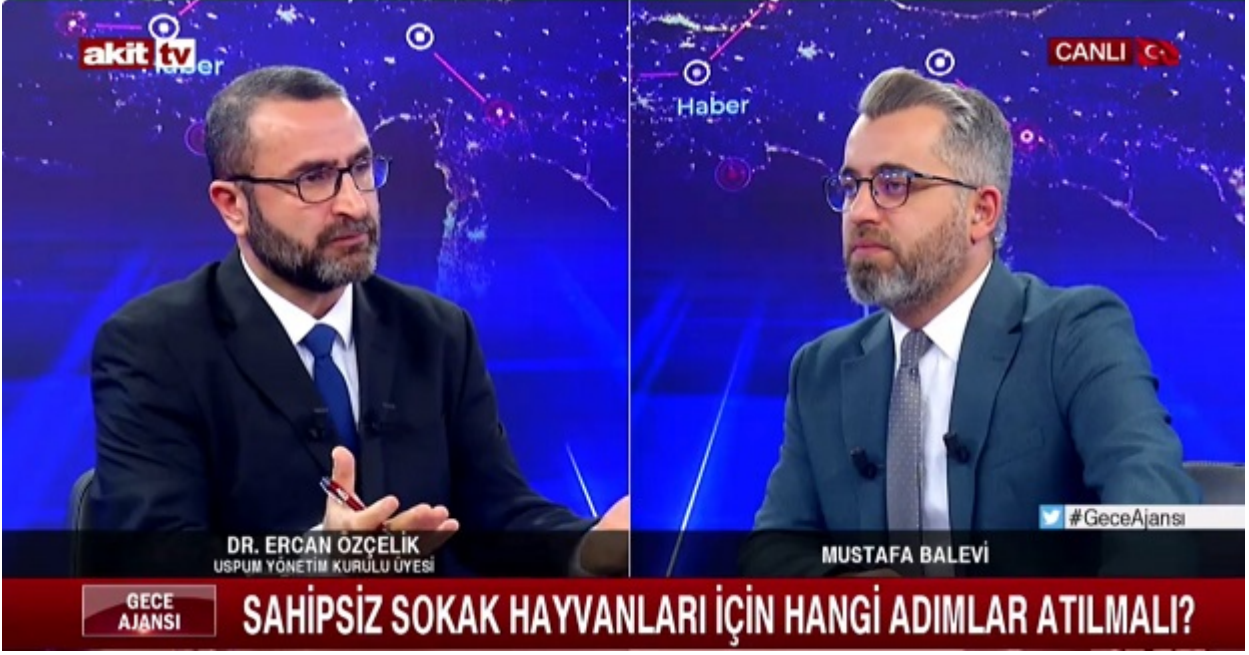 akit tv
Haber
CANLI
Haber
#GeceAjansı
DR. ERCAN ÖZÇELİK
USPUM YÖNETİM KURULU ÜYESİ
MUSTAFA BALEVİ
GECE
AJANSI
SAHİPSİZ SOKAK HAYVANLARI İÇİN HANGİ ADIMLAR ATILMALI?